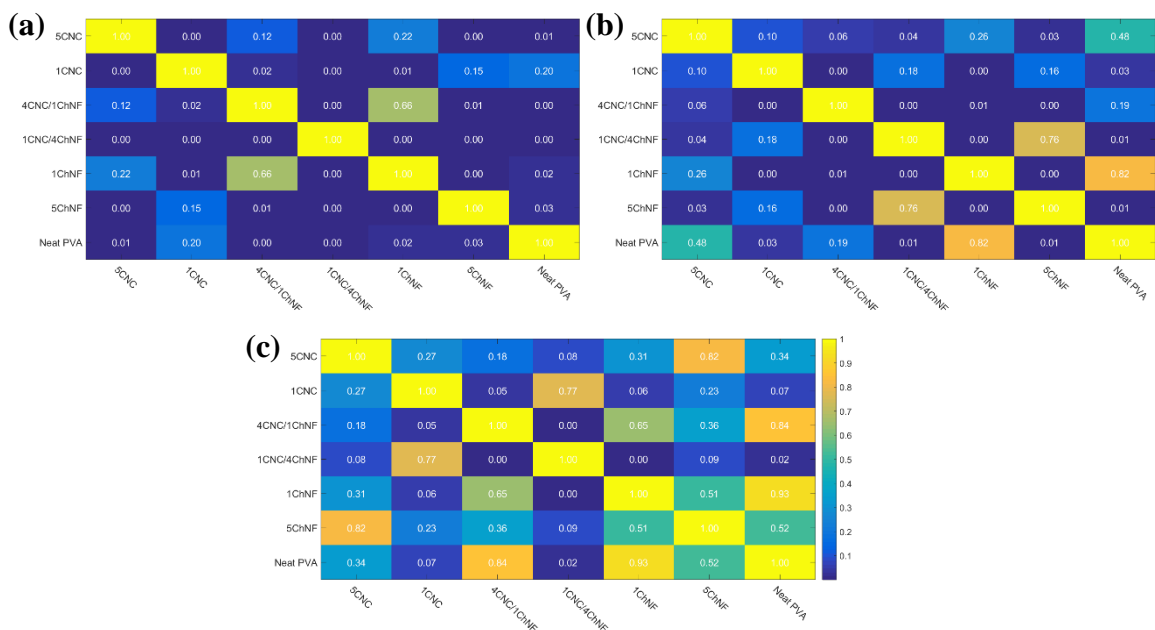 (a)
5CNC 1.00 0.00 0.12 0.00 0.22 0.00 0.01
1CNC 0.00 1.00 0.02 0.00 0.01 0.15 0.20
4CNC/1ChNF 0.12 0.02 1.00 0.00 0.66 0.01 0.00
1CNC/4ChNF 0.00 0.00 0.00 1.00 0.00 0.00 0.00
1ChNF 0.22 0.01 0.66 0.00 1.00 0.00 0.02
5ChNF 0.00 0.15 0.01 0.00 0.00 1.00 0.03
Neat PVA 0.01 0.20 0.00 0.00 0.02 0.03 1.00
5CNC 1CNC 4CNC/1ChNF 1CNC/4ChNF 1ChNF 5ChNF Neat PVA
(b)
5CNC 1.00 0.10 0.06 0.04 0.26 0.03 0.48
1CNC 0.10 1.00 0.00 0.18 0.00 0.16 0.03
4CNC/1ChNF 0.06 0.00 1.00 0.00 0.01 0.00 0.19
1CNC/4ChNF 0.04 0.18 0.00 1.00 0.00 0.76 0.01
1ChNF 0.26 0.00 0.01 0.00 1.00 0.00 0.82
5ChNF 0.03 0.16 0.00 0.76 0.00 1.00 0.01
Neat PVA 0.48 0.03 0.19 0.01 0.82 0.01 1.00
5CNC 1CNC 4CNC/1ChNF 1CNC/4ChNF 1ChNF 5ChNF Neat PVA
(c)
5CNC 1.00 0.27 0.18 0.08 0.31 0.82 0.34
1CNC 0.27 1.00 0.05 0.77 0.06 0.23 0.07
4CNC/1ChNF 0.18 0.05 1.00 0.00 0.65 0.36 0.84
1CNC/4ChNF 0.08 0.77 0.00 1.00 0.00 0.09 0.02
1ChNF 0.31 0.06 0.65 0.00 1.00 0.51 0.93
5ChNF 0.82 0.23 0.36 0.09 0.51 1.00 0.52
Neat PVA 0.34 0.07 0.84 0.02 0.93 0.52 1.00
5CNC 1CNC 4CNC/1ChNF 1CNC/4ChNF 1ChNF 5ChNF Neat PVA
1
0.9
0.8
0.7
0.6
0.5
0.4
0.3
0.2
0.1